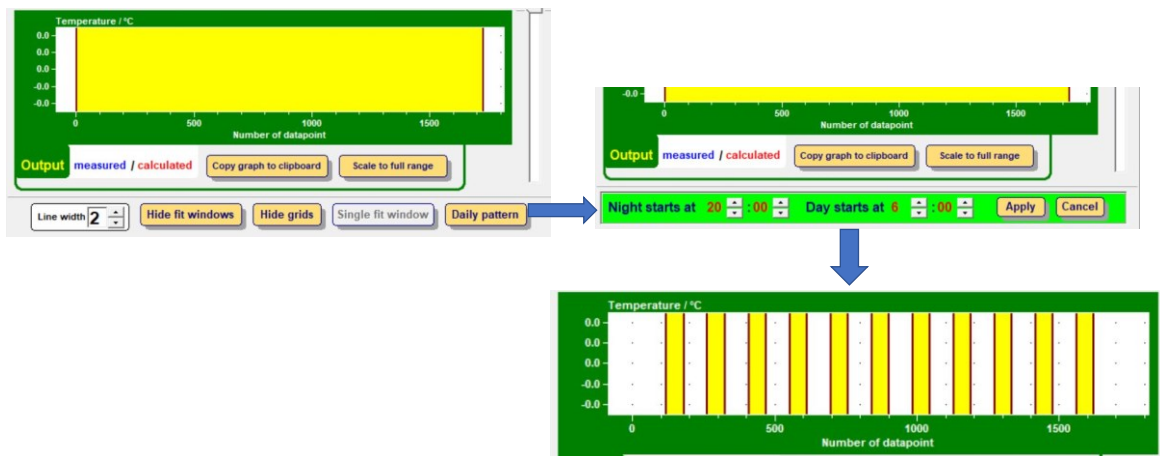 Temperature / °C
0.0
0.0
0.0
-0.0
-0.0
0 500 1000 1500
Number of datapoint
Output measured / calculated Copy graph to clipboard Scale to full range
Line width 2 Hide fit windows Hide grids Single fit window Daily pattern
-0.0
0 500 1000 1500
Number of datapoint
Output measured / calculated Copy graph to clipboard Scale to full range
Night starts at 20 :00 Day starts at 6 :00 Apply Cancel
Temperature / °C
0.0
0.0
0.0
-0.0
-0.0
0 500 1000 1500
Number of datapoint